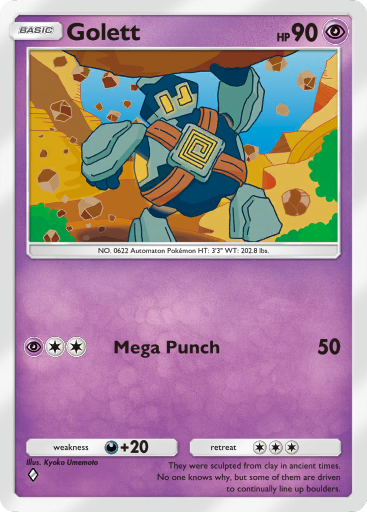 BASIC Golett HP 90
NO. 0622 Automaton Pokémon HT: 3'3" WT: 202.8 lbs.
Mega Punch 50
weakness +20 retreat
Illus. Kyoko Umemoto
They were sculpted from clay in ancient times.
No one knows why, but some of them are driven
to continually line up boulders.